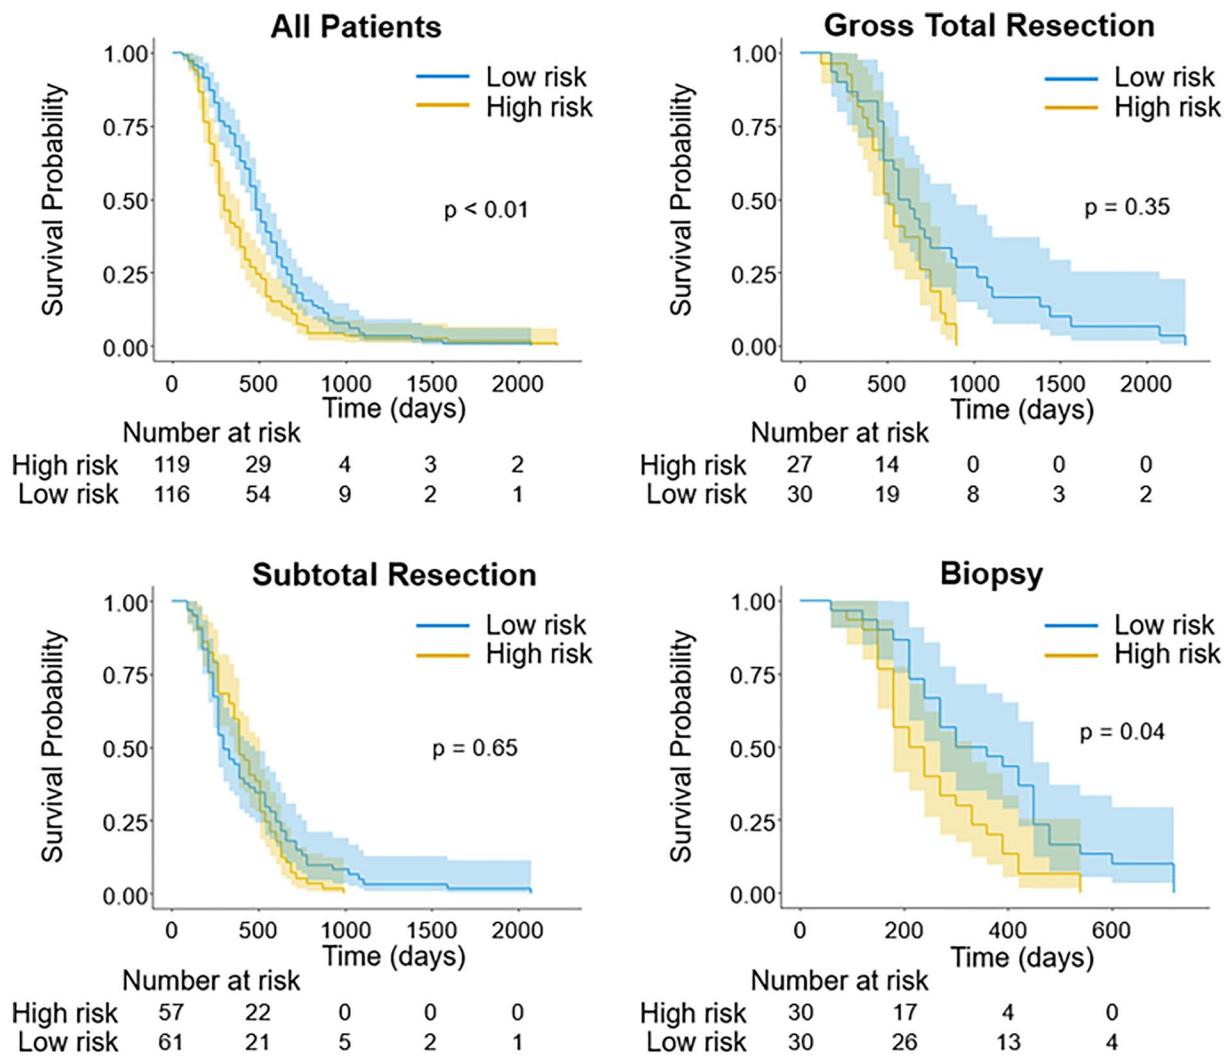 All Patients
1.00
0.75
0.50
0.25
0.00
Survival Probability
Low risk
High risk
p < 0.01
0 500 1000 1500 2000
Time (days)
Number at risk
High risk 119 29 4 3 2
Low risk 116 54 9 2 1
Gross Total Resection
1.00
0.75
0.50
0.25
0.00
Survival Probability
Low risk
High risk
p = 0.35
0 500 1000 1500 2000
Time (days)
Number at risk
High risk 27 14 0 0 0
Low risk 30 19 8 3 2
Subtotal Resection
1.00
0.75
0.50
0.25
0.00
Survival Probability
Low risk
High risk
p = 0.65
0 500 1000 1500 2000
Time (days)
Number at risk
High risk 57 22 0 0 0
Low risk 61 21 5 2 1
Biopsy
1.00
0.75
0.50
0.25
0.00
Survival Probability
Low risk
High risk
p = 0.04
0 200 400 600
Time (days)
Number at risk
High risk 30 17 4 0
Low risk 30 26 13 4